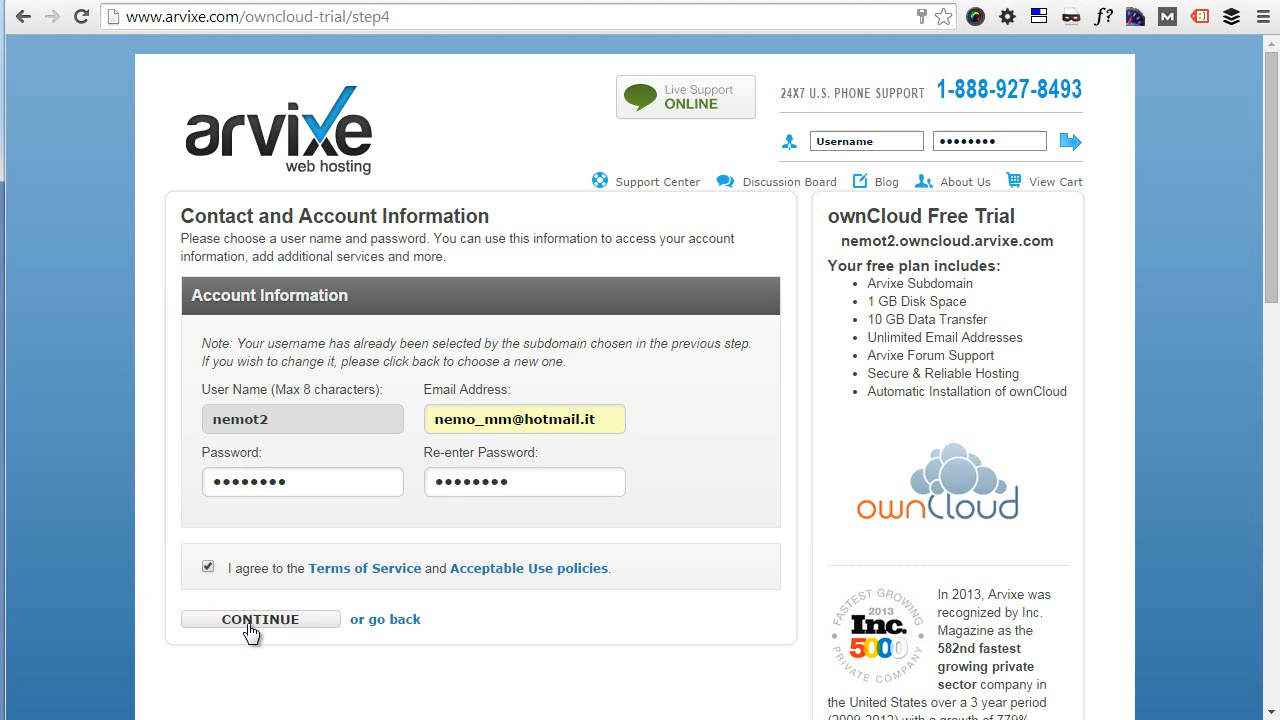 www.arvixe.com/owncloud-trial/step4
arvixe
web hosting
Live Support
ONLINE
24X7 U.S. PHONE SUPPORT 1-888-927-8493
Username ••••••••
Support Center Discussion Board Blog About Us View Cart
Contact and Account Information
Please choose a user name and password. You can use this information to access your account
information, add additional services and more.
Account Information
Note: Your username has already been selected by the subdomain chosen in the previous step.
If you wish to change it, please click back to choose a new one.
User Name (Max 8 characters): Email Address:
nemot2 nemo_mm@hotmail.it
Password: Re-enter Password:
•••••••• ••••••••
I agree to the Terms of Service and Acceptable Use policies.
CONTINUE or go back
ownCloud Free Trial
nemot2.owncloud.arvixe.com
Your free plan includes:
• Arvixe Subdomain
• 1 GB Disk Space
• 10 GB Data Transfer
• Unlimited Email Addresses
• Arvixe Forum Support
• Secure & Reliable Hosting
• Automatic Installation of ownCloud
ownCloud
FASTEST GROWING
2013
Inc.
5000
PRIVATE COMPANY
In 2013, Arvixe was
recognized by Inc.
Magazine as the
582nd fastest
growing private
sector company in
the United States over a 3 year period
(2009-2012) with a growth of 779%